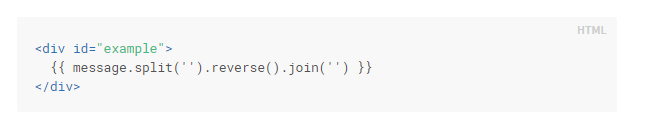 HTML
<div id="example">
  {{ message.split('').reverse().join('') }}
</div>